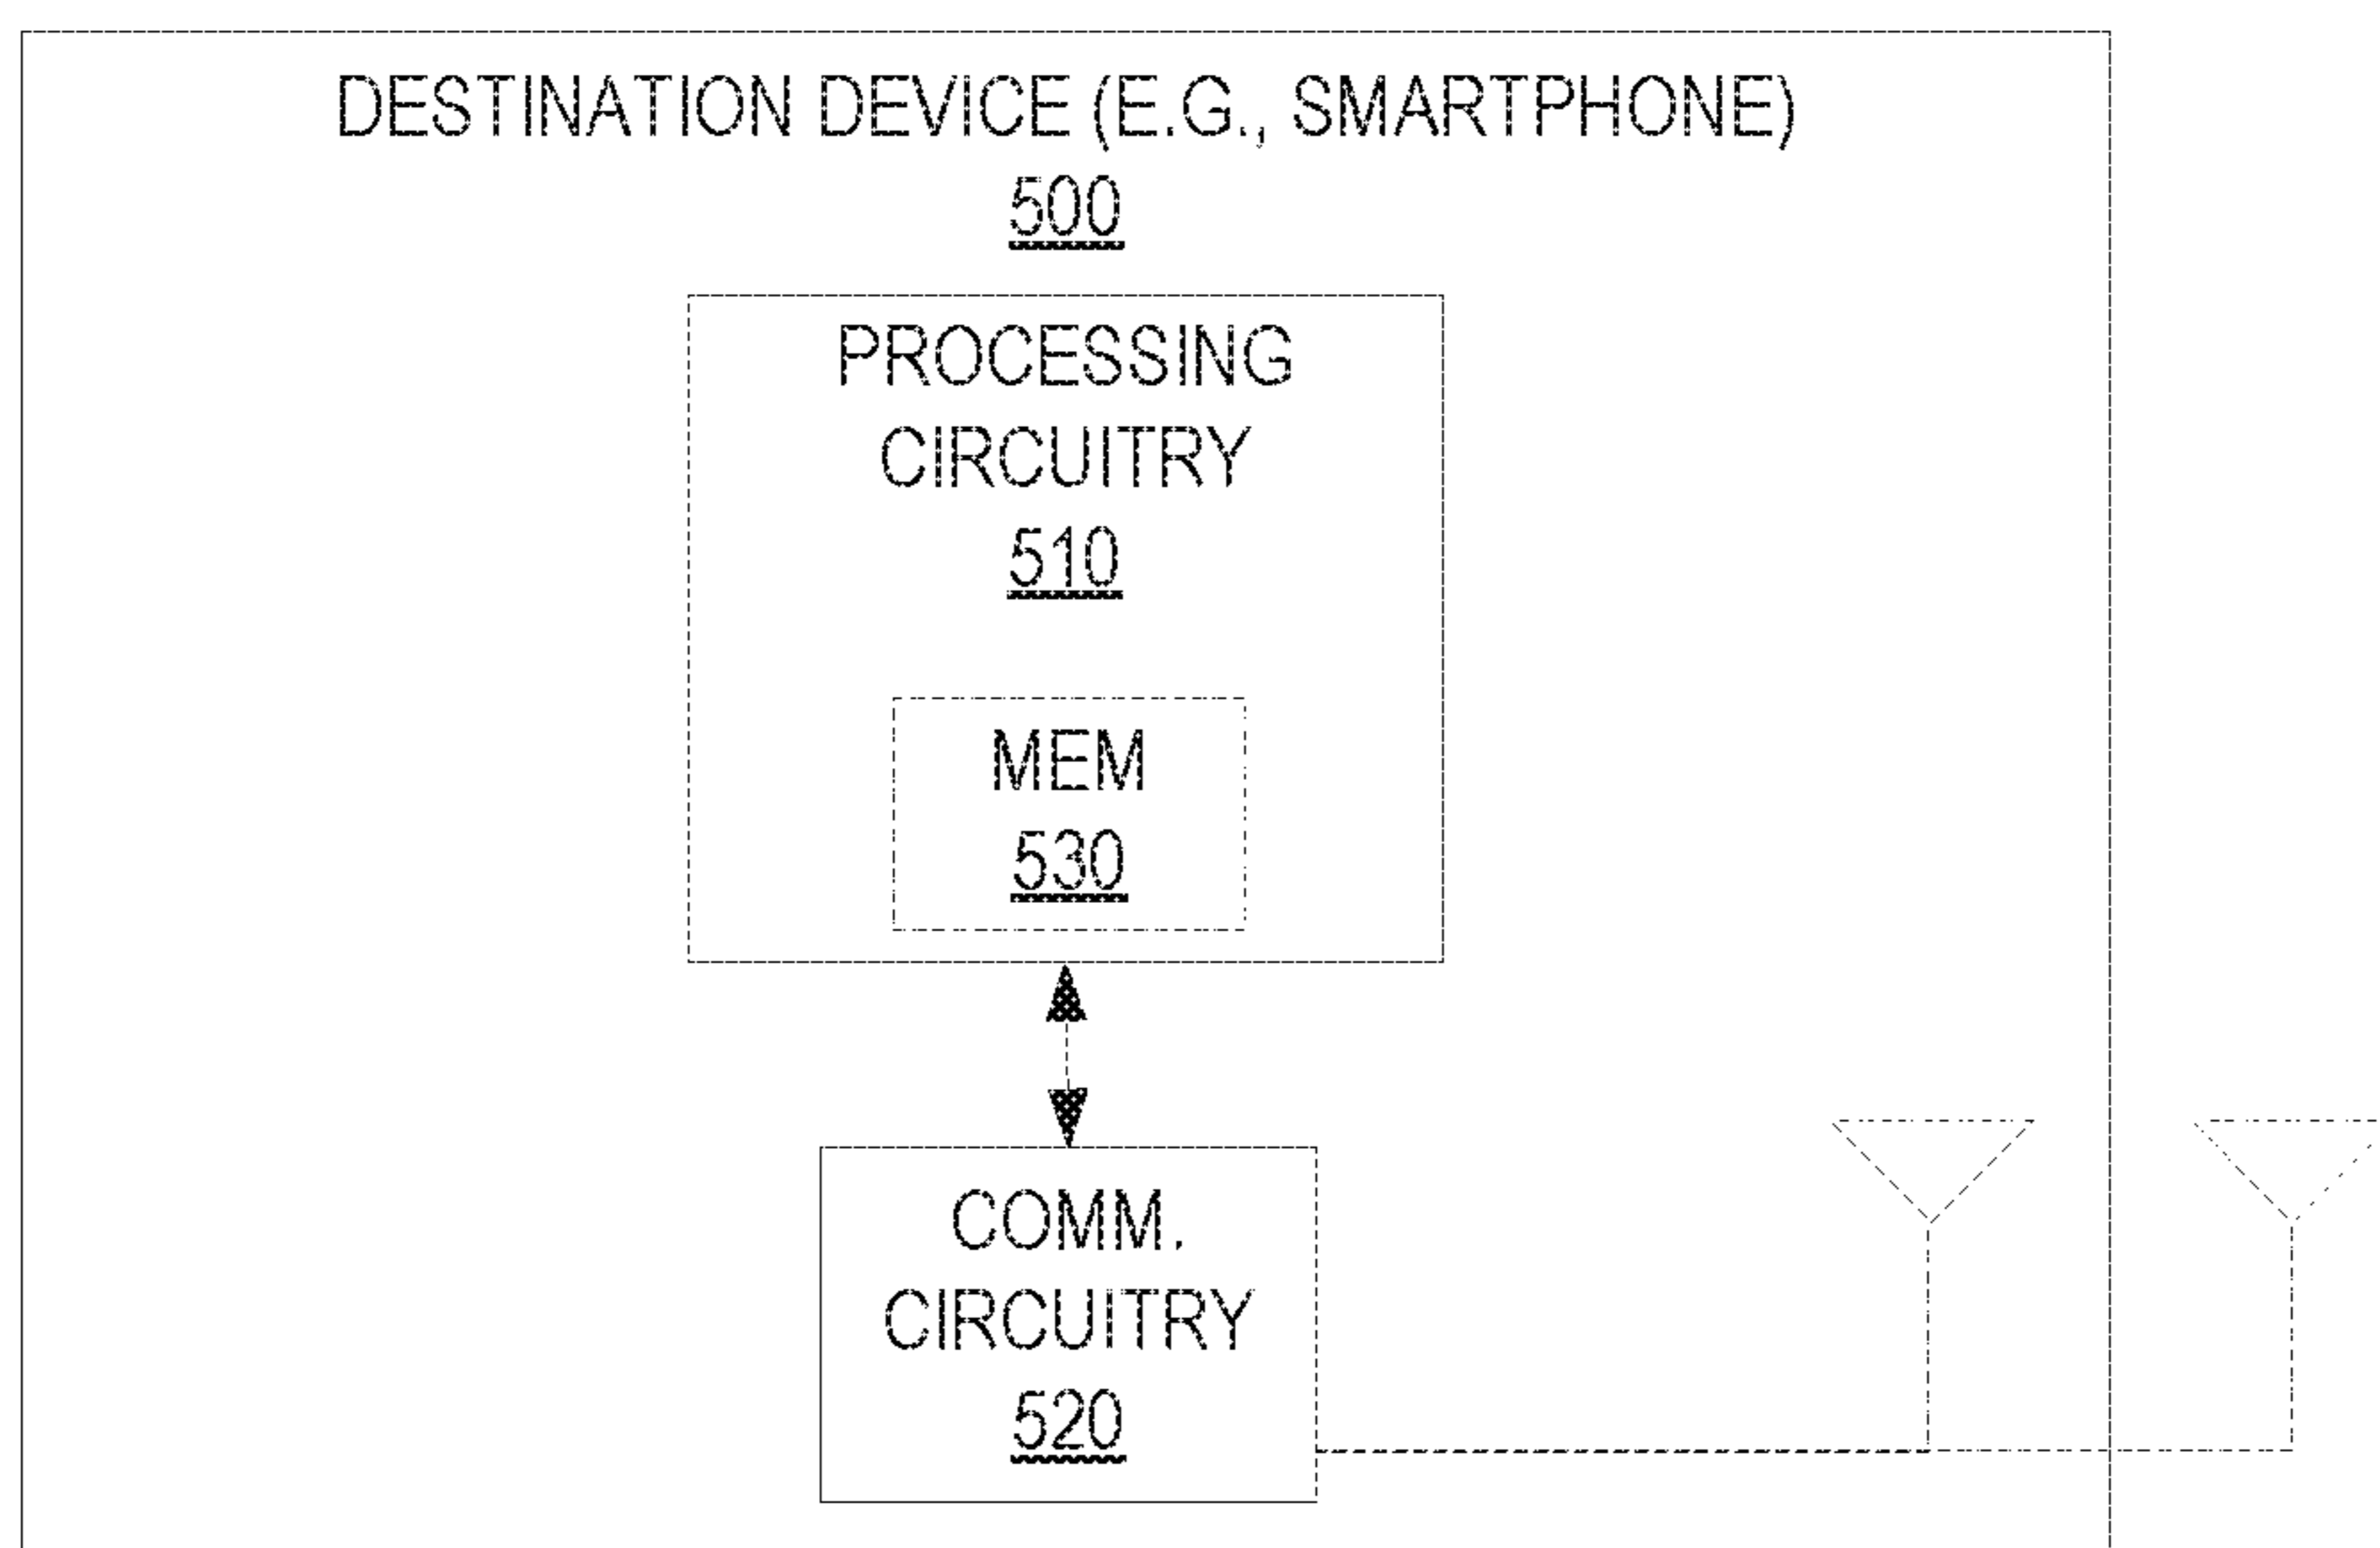 DESTINATION DEVICE (E.G., SMARTPHONE)
500
PROCESSING
CIRCUITRY
510
MEM
530
COMM.
CIRCUITRY
520